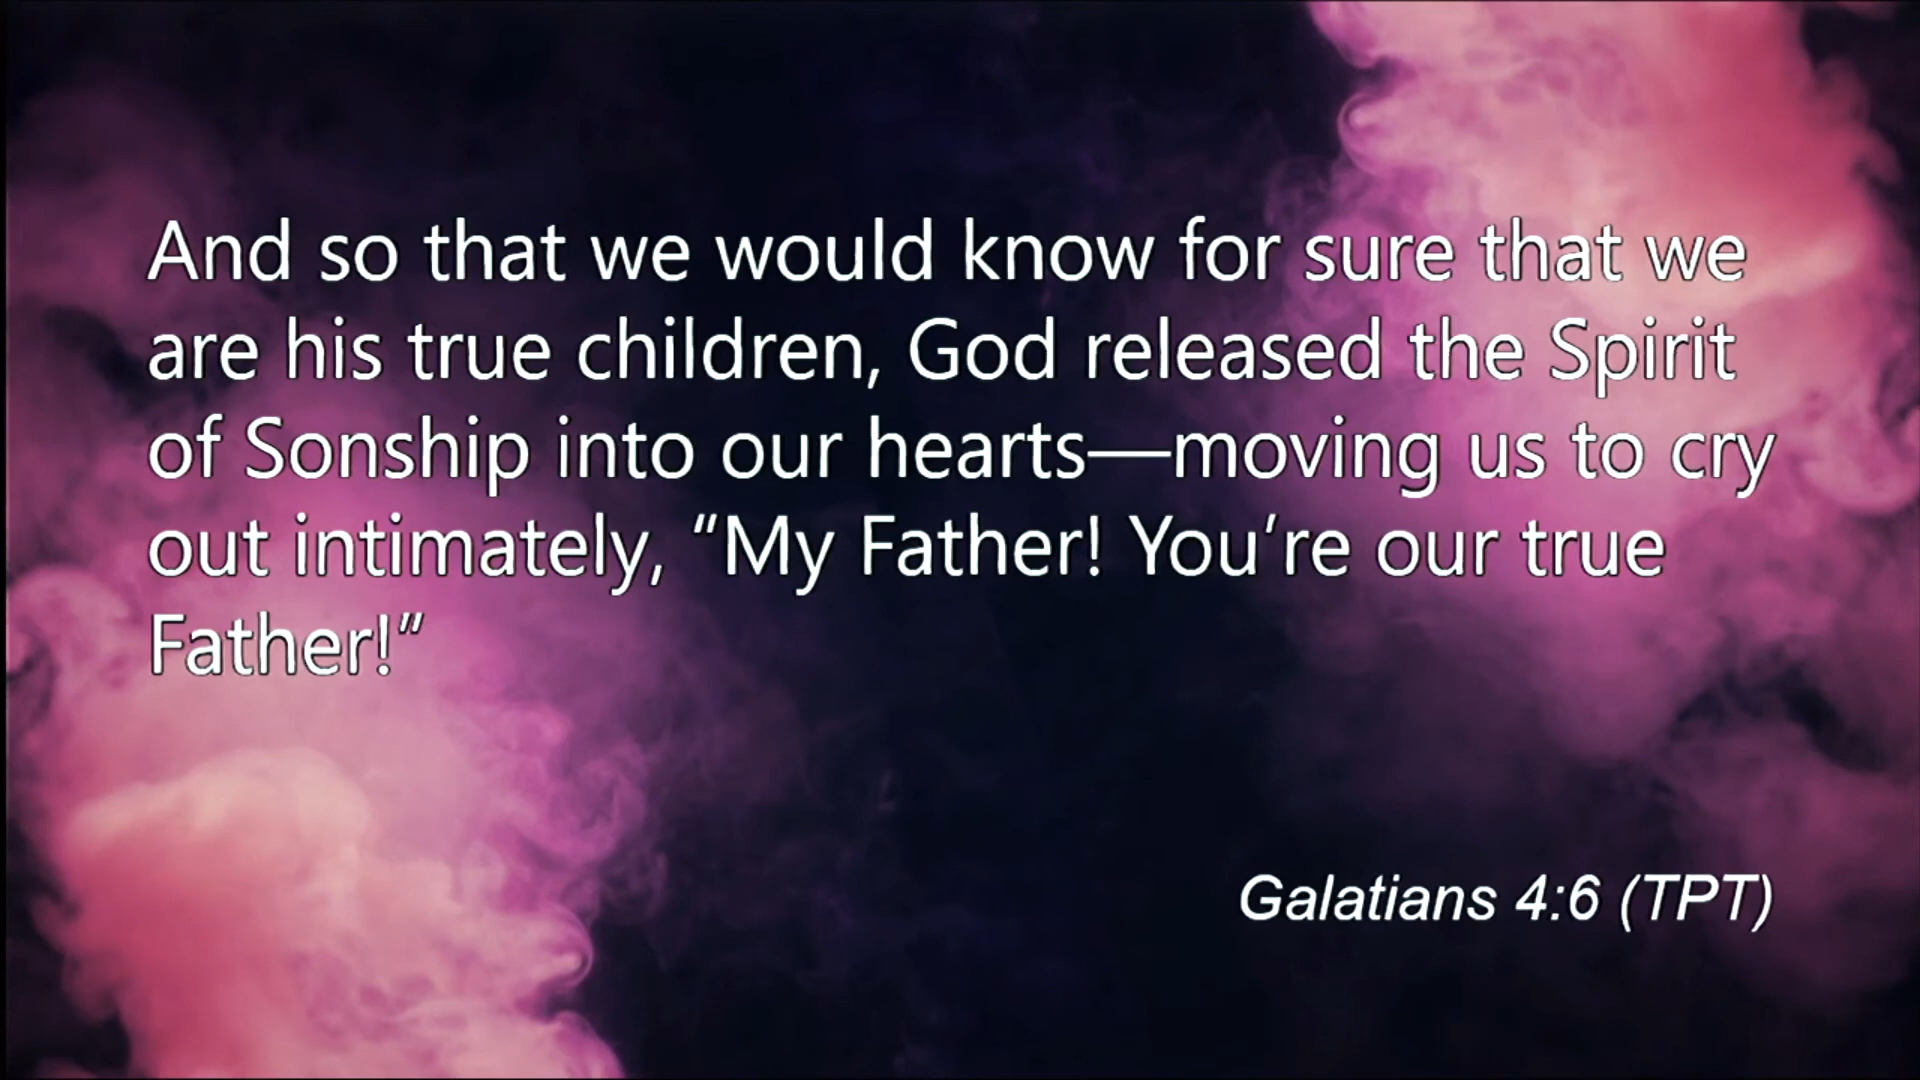 And so that we would know for sure that we
are his true children, God released the Spirit
of Sonship into our hearts—moving us to cry
out intimately, “My Father! You’re our true
Father!”
Galatians 4:6 (TPT)